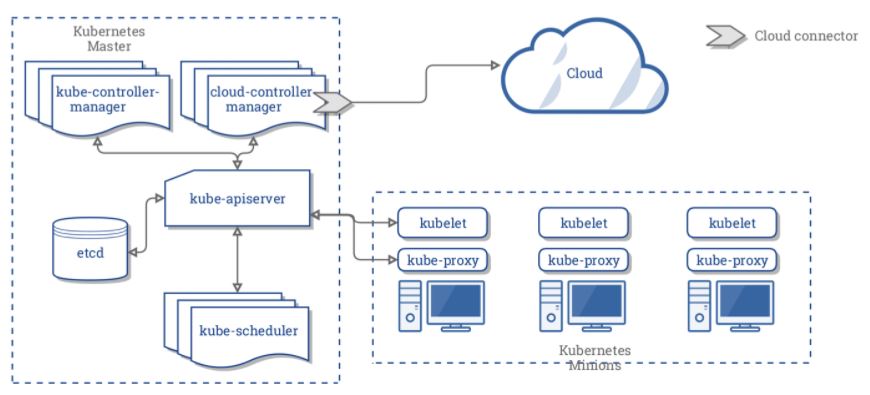 Kubernetes
Master
Cloud connector
Cloud
kube-controller-
manager
cloud-controller
manager
kube-apiserver
etcd
kube-scheduler
kubelet
kubelet
kubelet
kube-proxy
kube-proxy
kube-proxy
Kubernetes
Minions